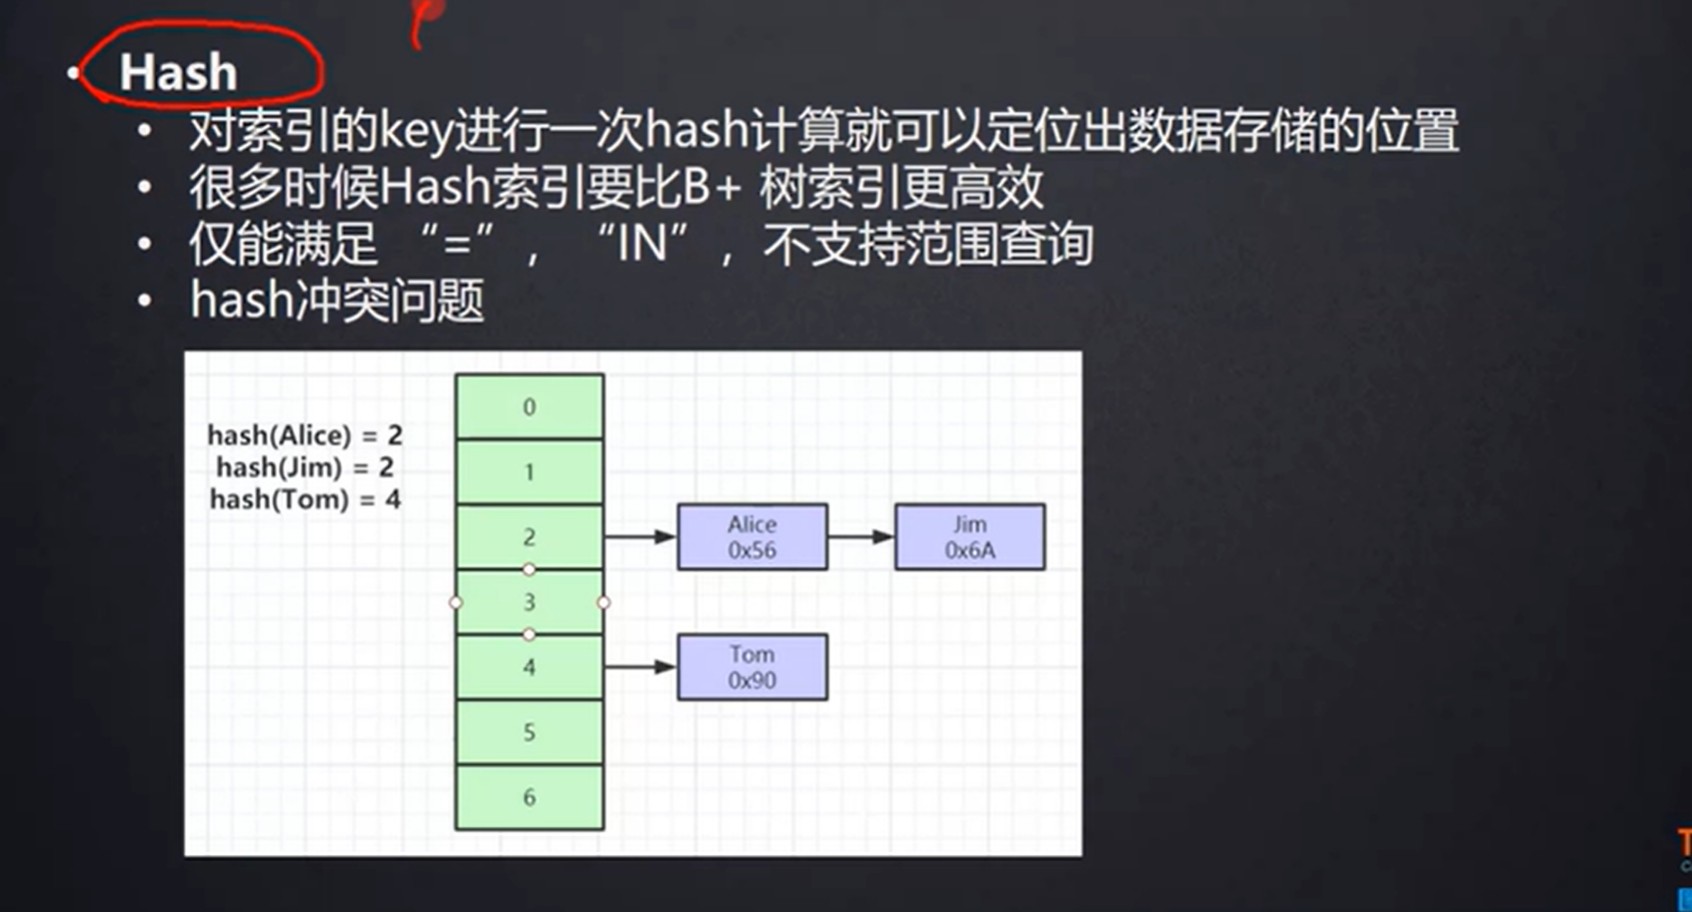 Hash
对索引的key进行一次hash计算就可以定位出数据存储的位置
很多时候Hash索引要比B+ 树索引更高效
仅能满足 “=”，“IN”，不支持范围查询
hash冲突问题
hash(Alice) = 2
hash(Jim) = 2
hash(Tom) = 4
0
1
2
Alice
0x56
Jim
0x6A
3
4
Tom
0x90
5
6